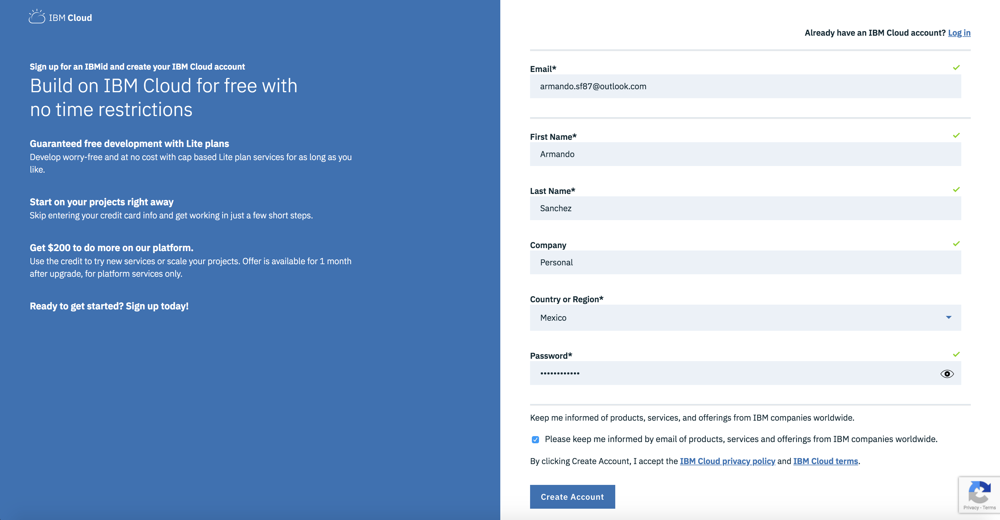 IBM Cloud
Sign up for an IBMid and create your IBM Cloud account
Build on IBM Cloud for free with
no time restrictions
Guaranteed free development with Lite plans
Develop worry-free and at no cost with cap based Lite plan services for as long as you
like.
Start on your projects right away
Skip entering your credit card info and get working in just a few short steps.
Get $200 to do more on our platform.
Use the credit to try new services or scale your projects. Offer is available for 1 month
after upgrade, for platform services only.
Ready to get started? Sign up today!
Already have an IBM Cloud account? Log in
Email*
armando.sf87@outlook.com
First Name*
Armando
Last Name*
Sanchez
Company
Personal
Country or Region*
Mexico
Password*
••••••••••••
Keep me informed of products, services, and offerings from IBM companies worldwide.
Please keep me informed by email of products, services and offerings from IBM companies worldwide.
By clicking Create Account, I accept the IBM Cloud privacy policy and IBM Cloud terms.
Create Account
Privacy - Terms